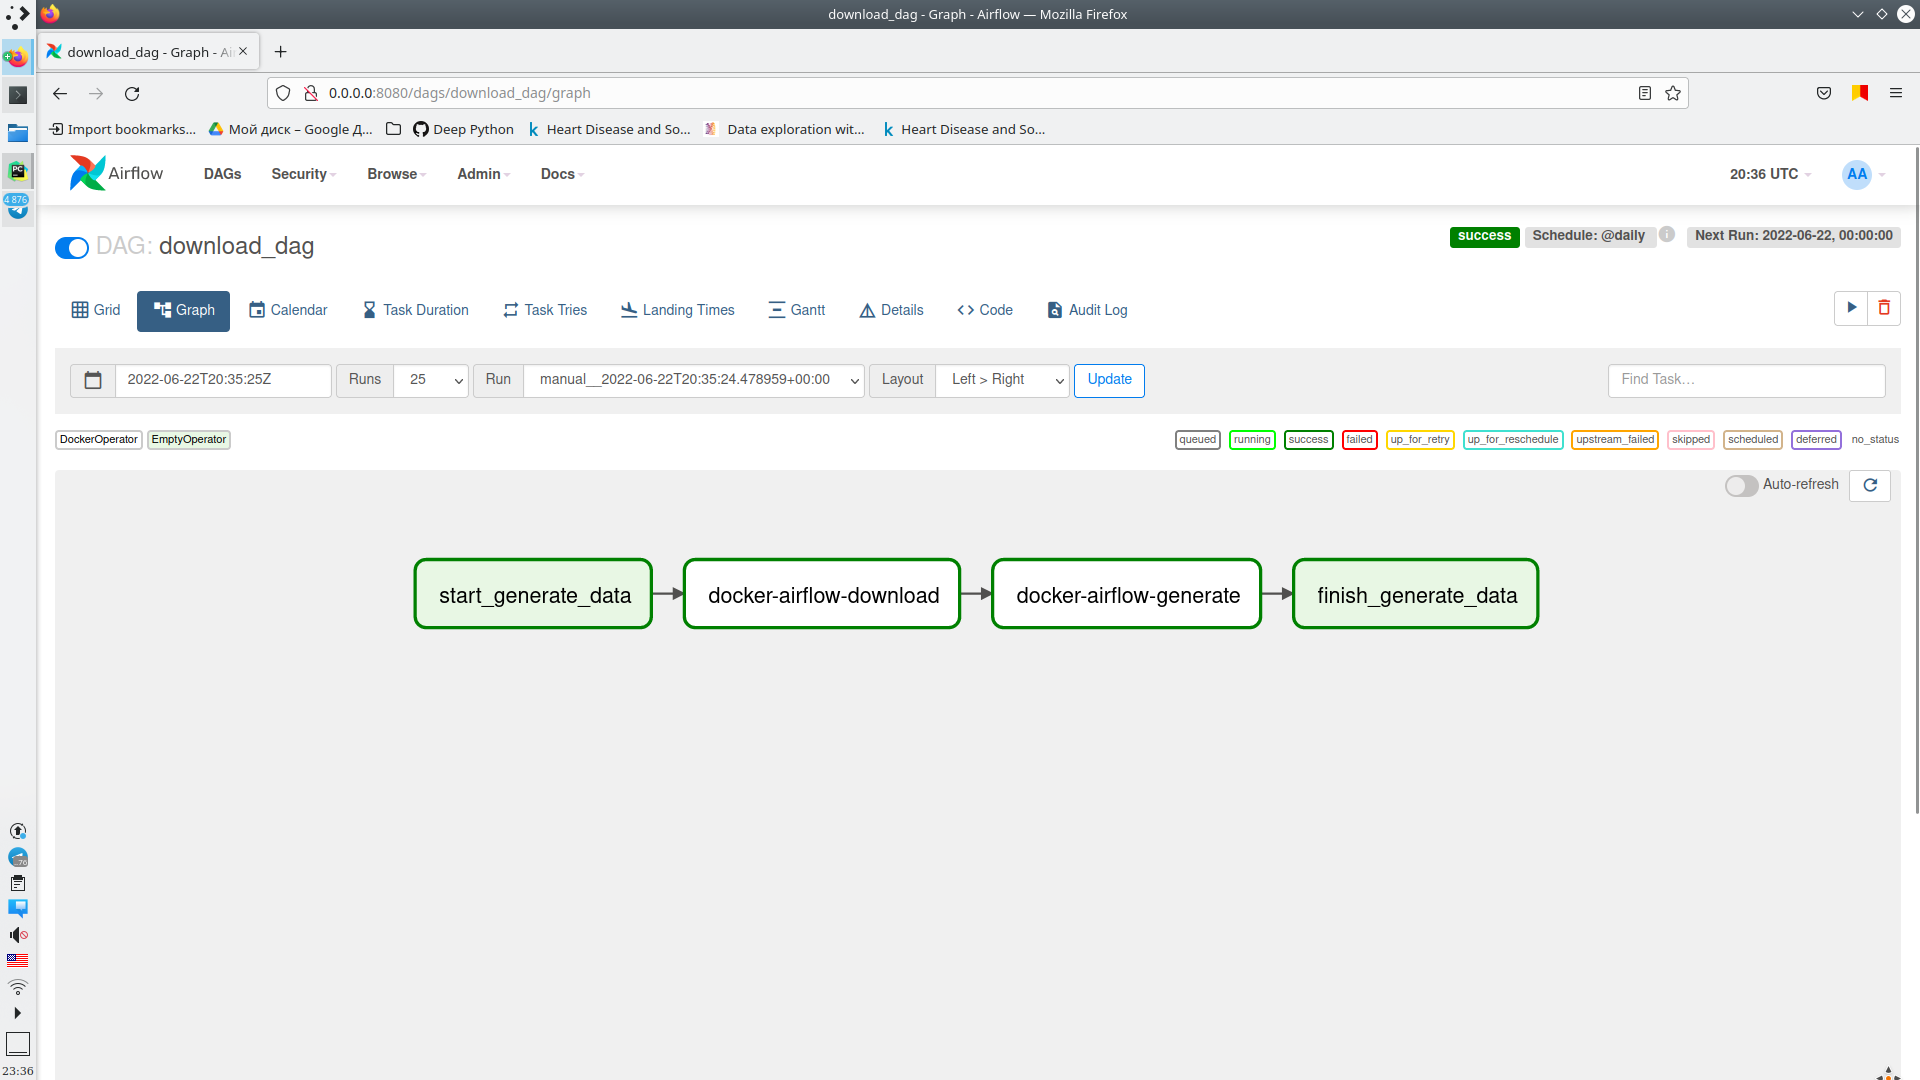 download_dag - Graph - Airflow — Mozilla Firefox
download_dag - Graph - Ai
0.0.0.0:8080/dags/download_dag/graph
Import bookmarks... Мой диск – Google Д... Deep Python Heart Disease and So... Data exploration wit... Heart Disease and So...
Airflow DAGs Security Browse Admin Docs 20:36 UTC AA
4 876
DAG: download_dag
success Schedule: @daily Next Run: 2022-06-22, 00:00:00
Grid Graph Calendar Task Duration Task Tries Landing Times Gantt Details Code Audit Log
2022-06-22T20:35:25Z Runs 25 Run manual__2022-06-22T20:35:24.478959+00:00 Layout Left > Right Update Find Task...
DockerOperator EmptyOperator queued running success failed up_for_retry up_for_reschedule upstream_failed skipped scheduled deferred no_status
Auto-refresh
start_generate_data docker-airflow-download docker-airflow-generate finish_generate_data
23:36